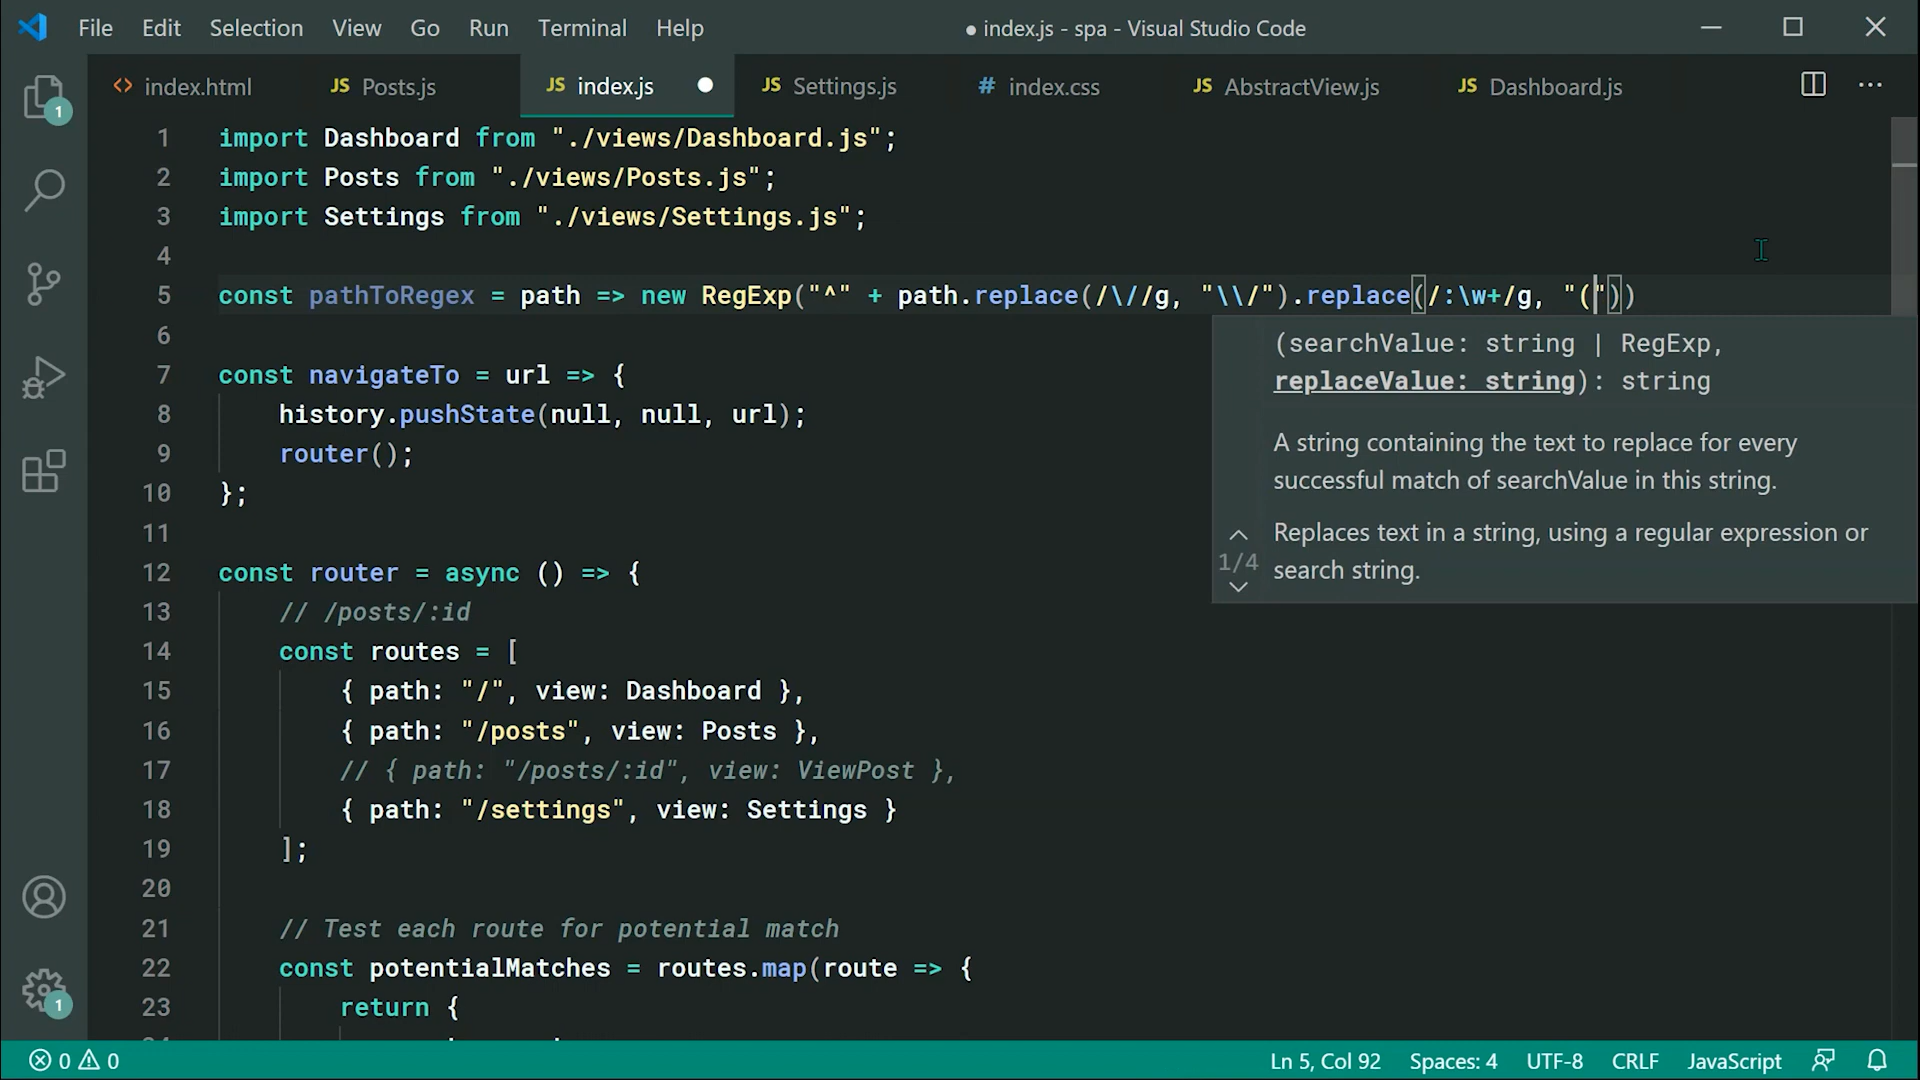 File Edit Selection View Go Run Terminal Help ● index.js - spa - Visual Studio Code
<> index.html JS Posts.js JS index.js ● JS Settings.js # index.css JS AbstractView.js JS Dashboard.js ...
1 import Dashboard from "./views/Dashboard.js";
2 import Posts from "./views/Posts.js";
3 import Settings from "./views/Settings.js";
4
5 const pathToRegex = path => new RegExp("^" + path.replace(/\//g, "\\/").replace(/:\w+/g, "("))
6
7 const navigateTo = url => {
8 history.pushState(null, null, url);
9 router();
10 };
11
12 const router = async () => {
13 // /posts/:id
14 const routes = [
15 { path: "/", view: Dashboard },
16 { path: "/posts", view: Posts },
17 // { path: "/posts/:id", view: ViewPost },
18 { path: "/settings", view: Settings }
19 ];
20
21 // Test each route for potential match
22 const potentialMatches = routes.map(route => {
23 return {
(searchValue: string | RegExp,
replaceValue: string): string
A string containing the text to replace for every
successful match of searchValue in this string.
1/4
Replaces text in a string, using a regular expression or
search string.
1
1
0 0 Ln 5, Col 92 Spaces: 4 UTF-8 CRLF JavaScript